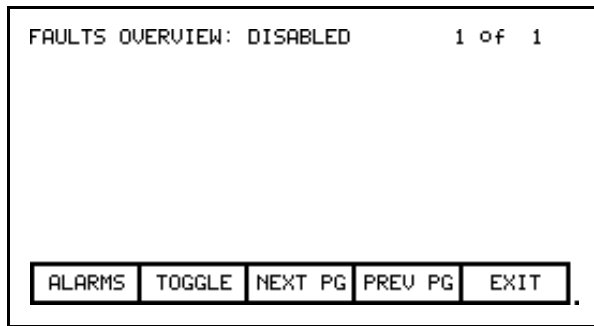 FAULTS OVERVIEW: DISABLED 1 of 1
ALARMS TOGGLE NEXT PG PREV PG EXIT